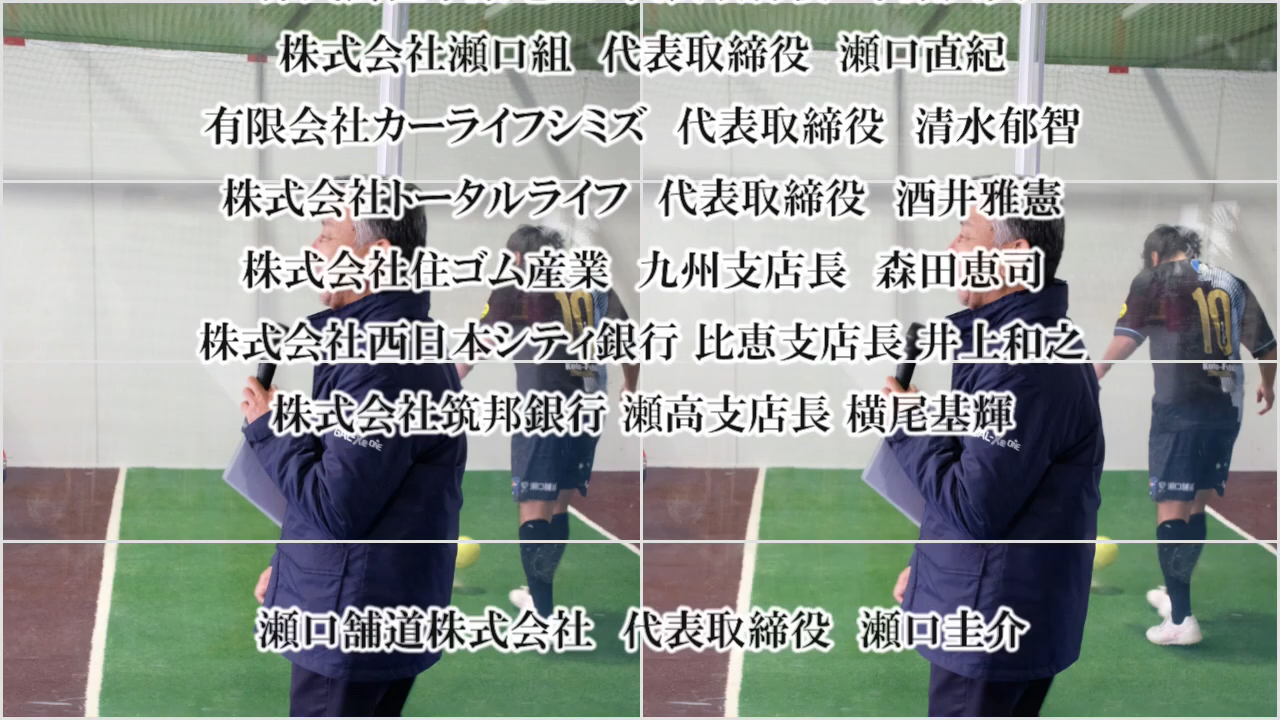 株式会社瀬口組 代表取締役 瀬口直紀
有限会社カーライフシミズ 代表取締役 清水郁智
株式会社トータルライフ 代表取締役 酒井雅憲
株式会社住ゴム産業 九州支店長 森田恵司
株式会社西日本シティ銀行 比恵支店長 井上和之
株式会社筑邦銀行 瀬高支店長 横尾基輝
瀬口舗道株式会社 代表取締役 瀬口圭介
10
10